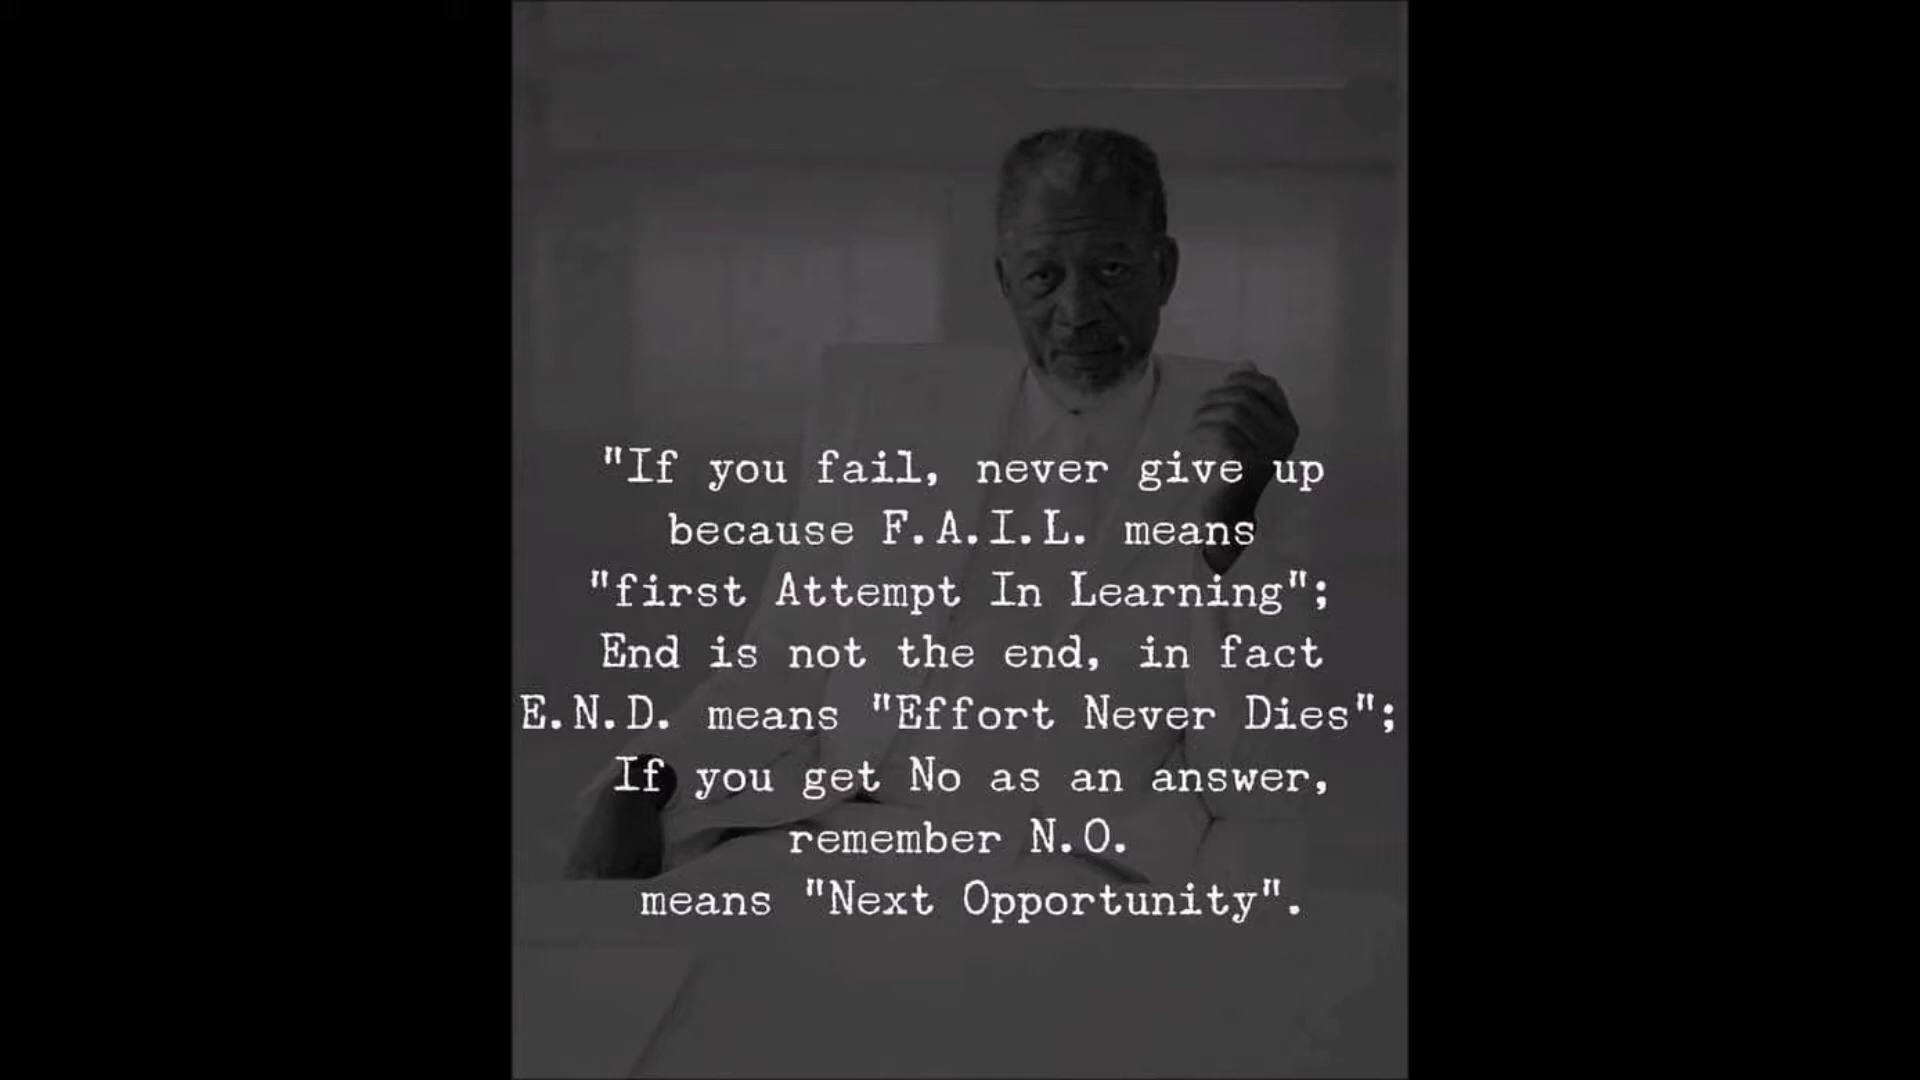 "If you fail, never give up
because F.A.I.L. means
"first Attempt In Learning";
End is not the end, in fact
E.N.D. means "Effort Never Dies";
If you get No as an answer,
remember N.O.
means "Next Opportunity".